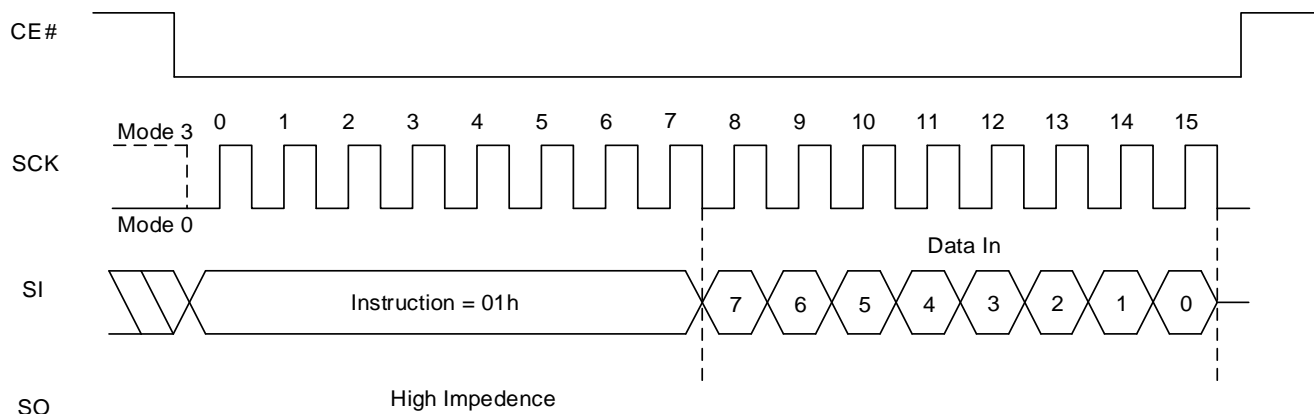 CE#
Mode 3
0 1 2 3 4 5 6 7 8 9 10 11 12 13 14 15
SCK
Mode 0
Data In
SI
Instruction = 01h
7 6 5 4 3 2 1 0
High Impedence
SO